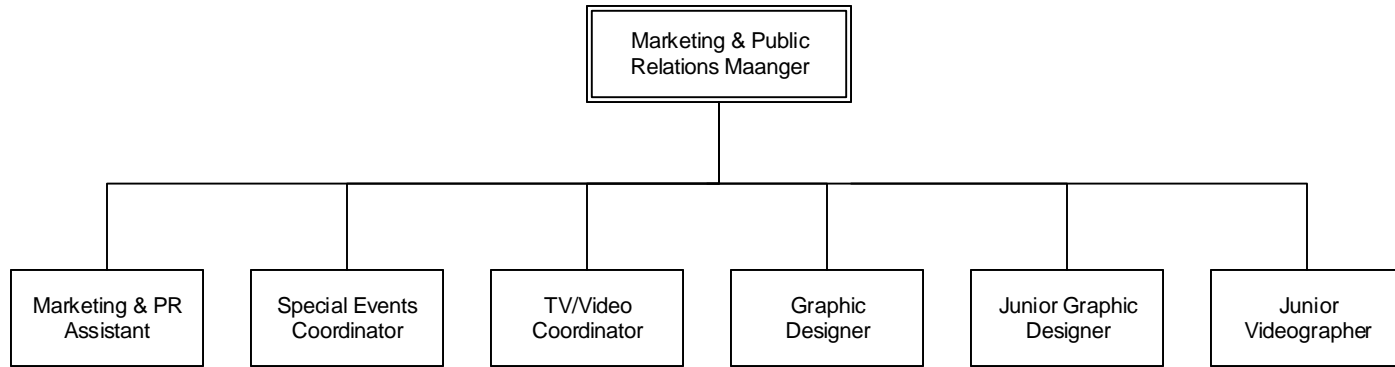 Marketing & Public
Relations Maanger
Marketing & PR
Assistant
Special Events
Coordinator
TV/Video
Coordinator
Graphic
Designer
Junior Graphic
Designer
Junior
Videographer